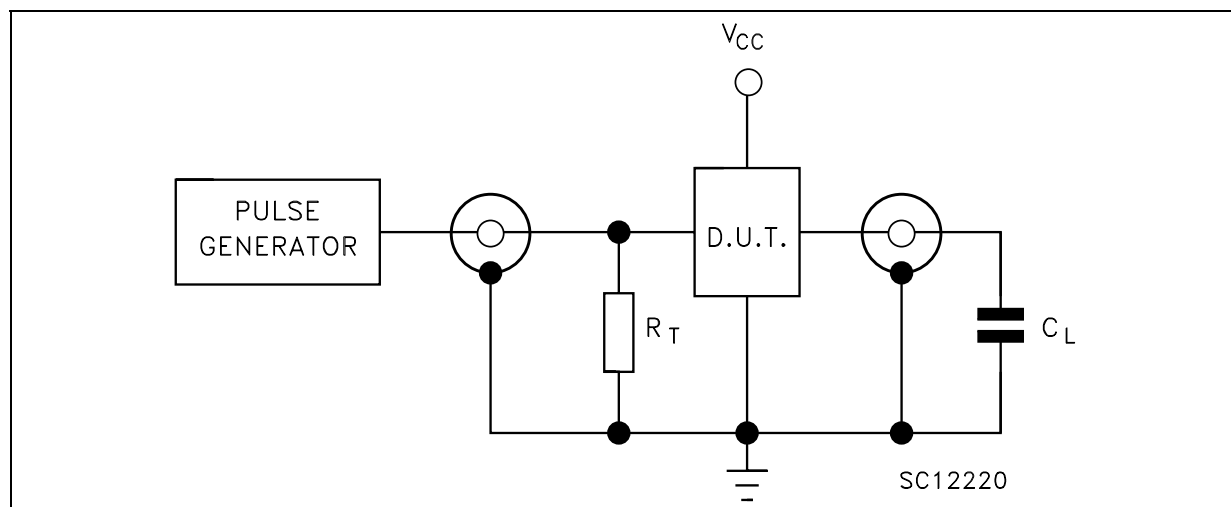 VCC
PULSE
GENERATOR
D.U.T.
RT
CL
SC12220